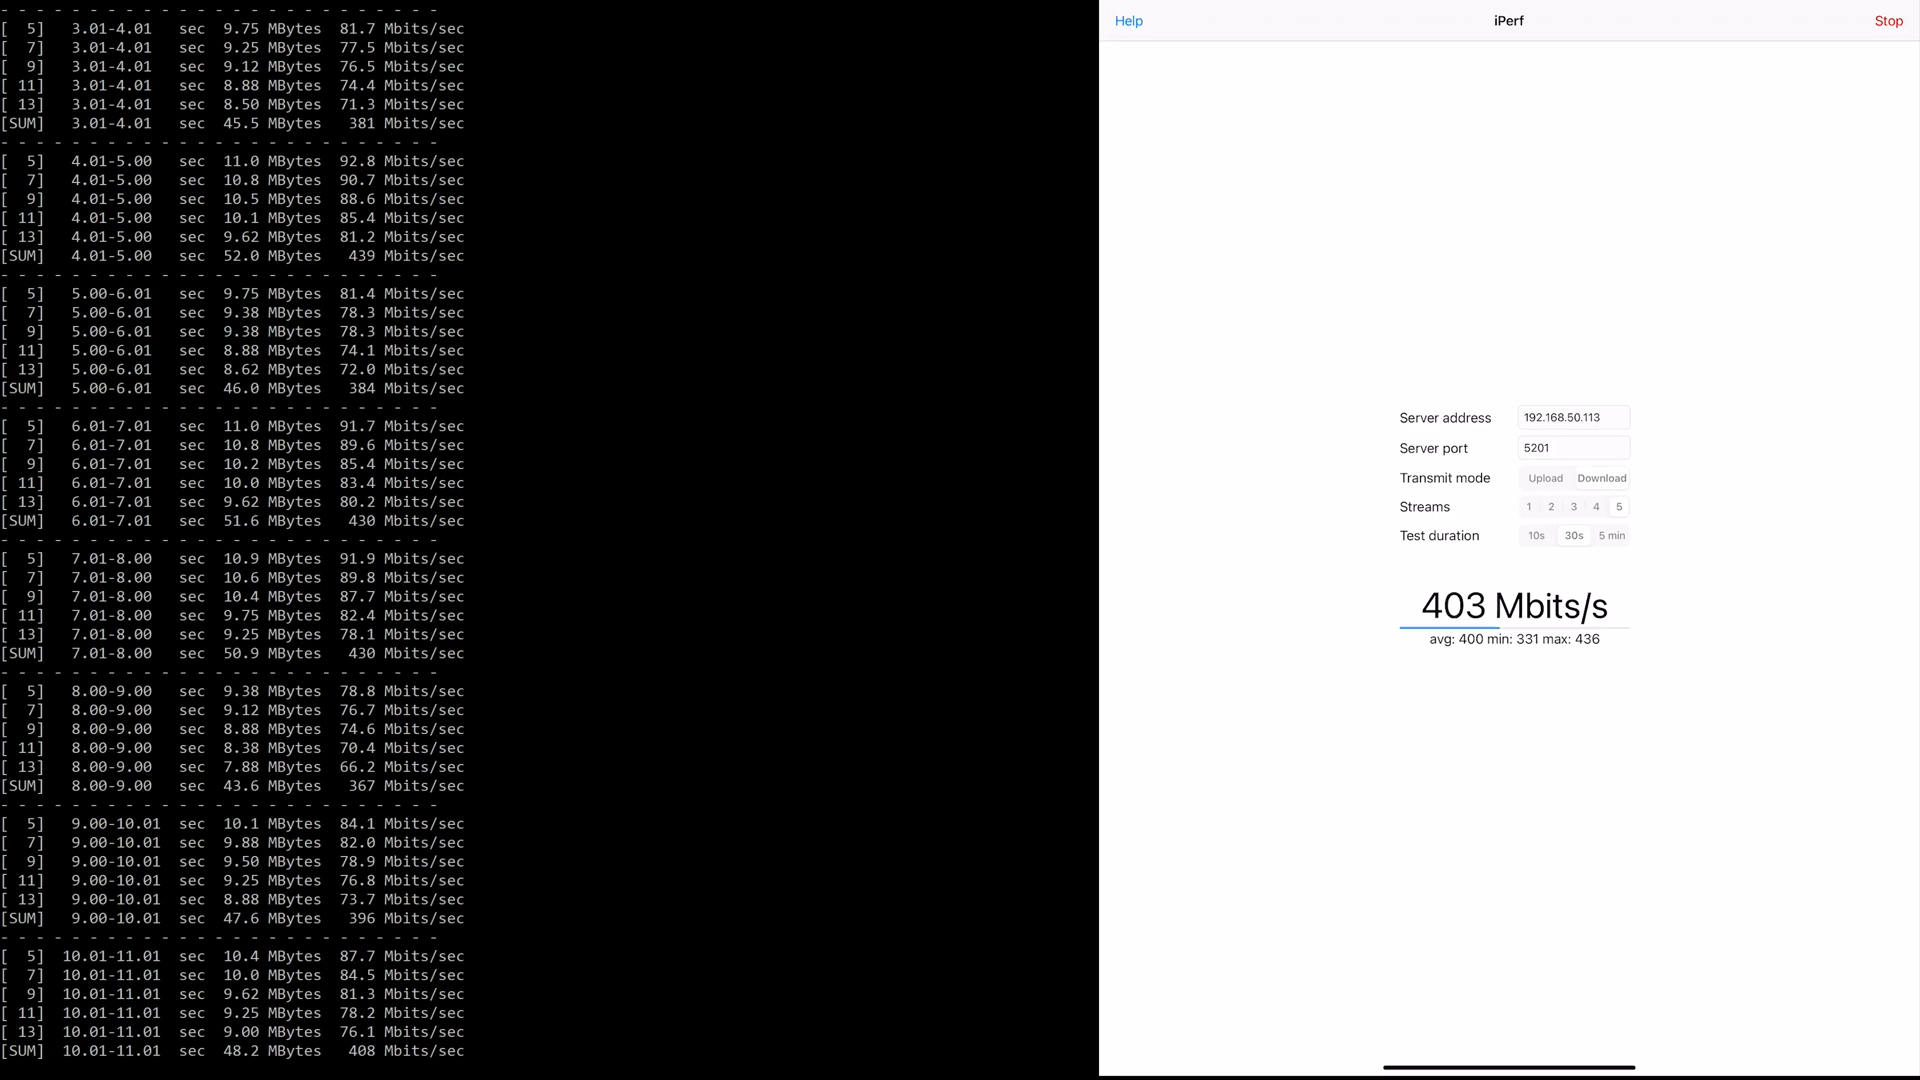 - - - - - - - - - - - - - - - - - - - - - - - - -
[  5]   3.01-4.01   sec  9.75 MBytes  81.7 Mbits/sec
[  7]   3.01-4.01   sec  9.25 MBytes  77.5 Mbits/sec
[  9]   3.01-4.01   sec  9.12 MBytes  76.5 Mbits/sec
[ 11]   3.01-4.01   sec  8.88 MBytes  74.4 Mbits/sec
[ 13]   3.01-4.01   sec  8.50 MBytes  71.3 Mbits/sec
[SUM]   3.01-4.01   sec  45.5 MBytes   381 Mbits/sec
- - - - - - - - - - - - - - - - - - - - - - - - -
[  5]   4.01-5.00   sec  11.0 MBytes  92.8 Mbits/sec
[  7]   4.01-5.00   sec  10.8 MBytes  90.7 Mbits/sec
[  9]   4.01-5.00   sec  10.5 MBytes  88.6 Mbits/sec
[ 11]   4.01-5.00   sec  10.1 MBytes  85.4 Mbits/sec
[ 13]   4.01-5.00   sec  9.62 MBytes  81.2 Mbits/sec
[SUM]   4.01-5.00   sec  52.0 MBytes   439 Mbits/sec
- - - - - - - - - - - - - - - - - - - - - - - - -
[  5]   5.00-6.01   sec  9.75 MBytes  81.4 Mbits/sec
[  7]   5.00-6.01   sec  9.38 MBytes  78.3 Mbits/sec
[  9]   5.00-6.01   sec  9.38 MBytes  78.3 Mbits/sec
[ 11]   5.00-6.01   sec  8.88 MBytes  74.1 Mbits/sec
[ 13]   5.00-6.01   sec  8.62 MBytes  72.0 Mbits/sec
[SUM]   5.00-6.01   sec  46.0 MBytes   384 Mbits/sec
- - - - - - - - - - - - - - - - - - - - - - - - -
[  5]   6.01-7.01   sec  11.0 MBytes  91.7 Mbits/sec
[  7]   6.01-7.01   sec  10.8 MBytes  89.6 Mbits/sec
[  9]   6.01-7.01   sec  10.2 MBytes  85.4 Mbits/sec
[ 11]   6.01-7.01   sec  10.0 MBytes  83.4 Mbits/sec
[ 13]   6.01-7.01   sec  9.62 MBytes  80.2 Mbits/sec
[SUM]   6.01-7.01   sec  51.6 MBytes   430 Mbits/sec
- - - - - - - - - - - - - - - - - - - - - - - - -
[  5]   7.01-8.00   sec  10.9 MBytes  91.9 Mbits/sec
[  7]   7.01-8.00   sec  10.6 MBytes  89.8 Mbits/sec
[  9]   7.01-8.00   sec  10.4 MBytes  87.7 Mbits/sec
[ 11]   7.01-8.00   sec  9.75 MBytes  82.4 Mbits/sec
[ 13]   7.01-8.00   sec  9.25 MBytes  78.1 Mbits/sec
[SUM]   7.01-8.00   sec  50.9 MBytes   430 Mbits/sec
- - - - - - - - - - - - - - - - - - - - - - - - -
[  5]   8.00-9.00   sec  9.38 MBytes  78.8 Mbits/sec
[  7]   8.00-9.00   sec  9.12 MBytes  76.7 Mbits/sec
[  9]   8.00-9.00   sec  8.88 MBytes  74.6 Mbits/sec
[ 11]   8.00-9.00   sec  8.38 MBytes  70.4 Mbits/sec
[ 13]   8.00-9.00   sec  7.88 MBytes  66.2 Mbits/sec
[SUM]   8.00-9.00   sec  43.6 MBytes   367 Mbits/sec
- - - - - - - - - - - - - - - - - - - - - - - - -
[  5]   9.00-10.01  sec  10.1 MBytes  84.1 Mbits/sec
[  7]   9.00-10.01  sec  9.88 MBytes  82.0 Mbits/sec
[  9]   9.00-10.01  sec  9.50 MBytes  78.9 Mbits/sec
[ 11]   9.00-10.01  sec  9.25 MBytes  76.8 Mbits/sec
[ 13]   9.00-10.01  sec  8.88 MBytes  73.7 Mbits/sec
[SUM]   9.00-10.01  sec  47.6 MBytes   396 Mbits/sec
- - - - - - - - - - - - - - - - - - - - - - - - -
[  5]  10.01-11.01  sec  10.4 MBytes  87.7 Mbits/sec
[  7]  10.01-11.01  sec  10.0 MBytes  84.5 Mbits/sec
[  9]  10.01-11.01  sec  9.62 MBytes  81.3 Mbits/sec
[ 11]  10.01-11.01  sec  9.25 MBytes  78.2 Mbits/sec
[ 13]  10.01-11.01  sec  9.00 MBytes  76.1 Mbits/sec
[SUM]  10.01-11.01  sec  48.2 MBytes   408 Mbits/sec
Help iPerf Stop
Server address 192.168.50.113
Server port 5201
Transmit mode Upload Download
Streams 1 2 3 4 5
Test duration 10s 30s 5 min
403 Mbits/s
avg: 400 min: 331 max: 436